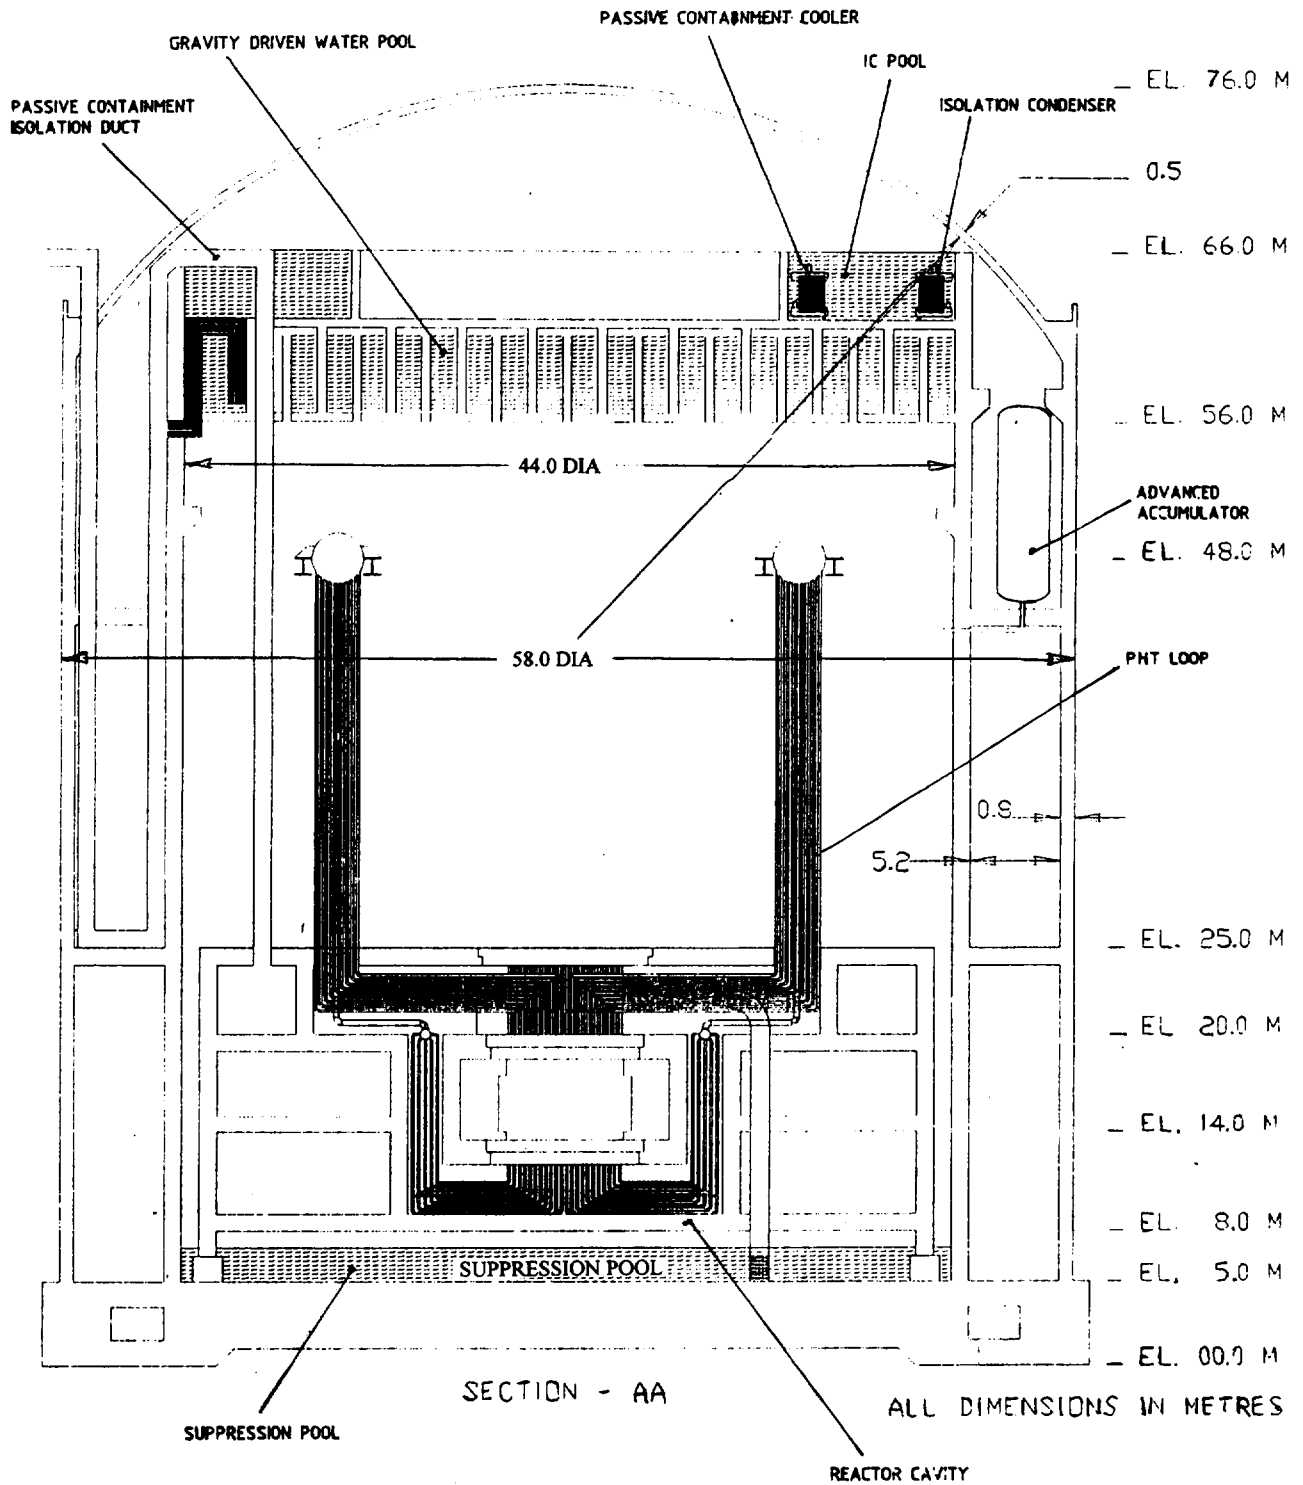 PASSIVE CONTAINMENT COOLER
GRAVITY DRIVEN WATER POOL
IC POOL
EL. 76.0 M
PASSIVE CONTAINMENT
ISOLATION DUCT
ISOLATION CONDENSER
0.5
EL. 66.0 M
EL. 56.0 M
44.0 DIA
ADVANCED
ACCUMULATOR
EL. 48.0 M
58.0 DIA
PHT LOOP
0.8
5.2
EL. 25.0 M
EL 20.0 M
EL. 14.0 M
EL. 8.0 M
SUPPRESSION POOL
EL. 5.0 M
EL. 00.0 M
SECTION - AA
ALL DIMENSIONS IN METRES
SUPPRESSION POOL
REACTOR CAVITY